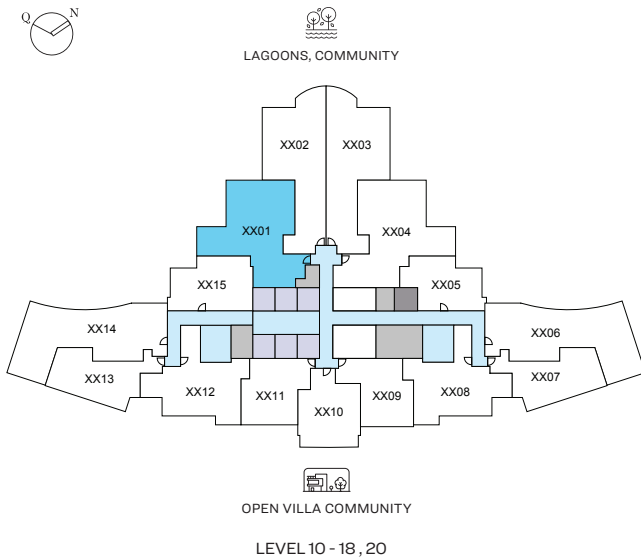 Q N
LAGOONS, COMMUNITY
XX02 XX03
XX01 XX04
XX15 XX05
XX14 XX06
XX13 XX07
XX12 XX11 XX10 XX09 XX08
OPEN VILLA COMMUNITY
LEVEL 10 - 18 , 20